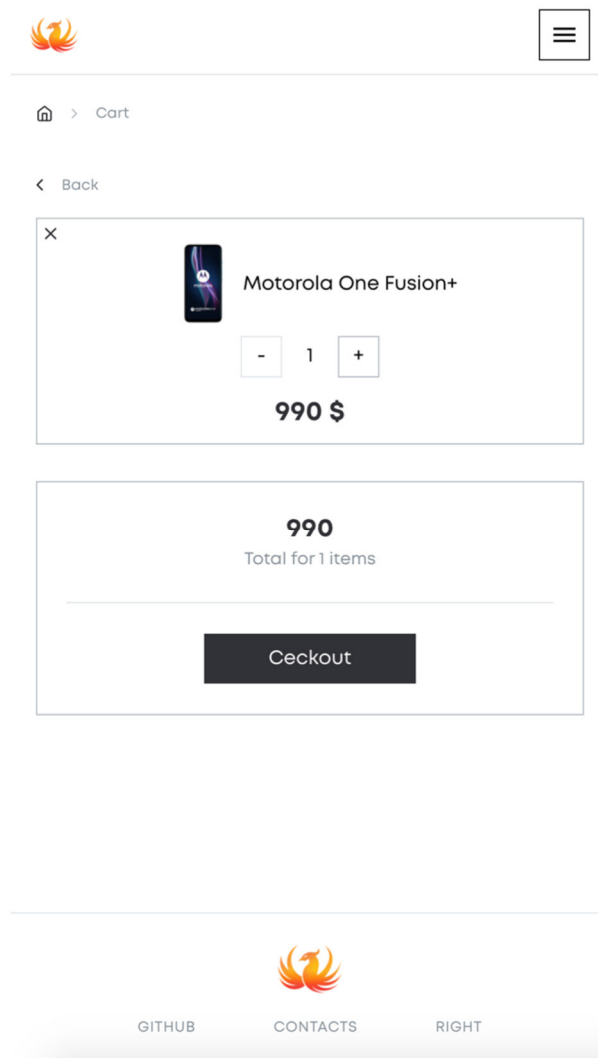 Cart
Back
Motorola One Fusion+
- 1 +
990 $
990
Total for 1 items
Ceckout
GITHUB CONTACTS RIGHT